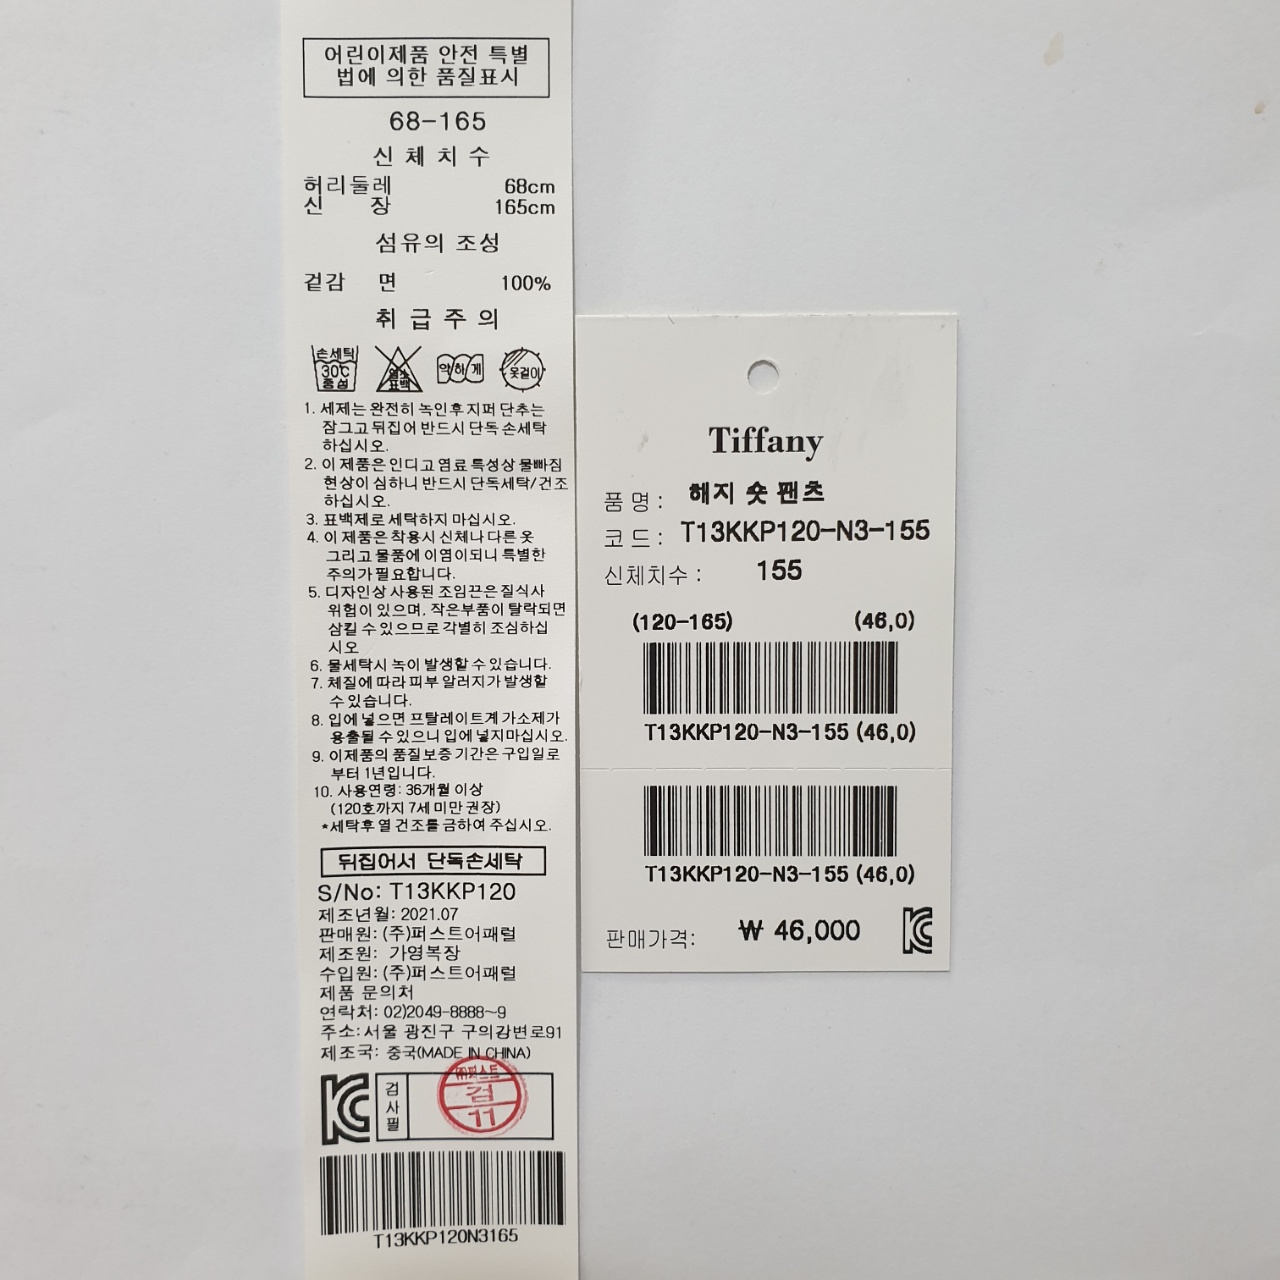 어린이제품 안전 특별
법에 의한 품질표시
68-165
신 체 치 수
허리둘레 68cm
신 장 165cm
섬유의 조성
겉감 면 100%
취 급 주 의
손세탁 30℃ 중성
염소 표백
약하게
옷걸이
1. 세제는 완전히 녹인후 지퍼 단추는
잠그고 뒤집어 반드시 단독 손세탁
하십시오.
2. 이 제품은 인디고 염료 특성상 물빠짐
현상이 심하니 반드시 단독세탁/건조
하십시오.
3. 표백제로 세탁하지 마십시오.
4. 이 제품은 착용시 신체나 다른 옷
그리고 물품에 이염이되니 특별한
주의가 필요합니다.
5. 디자인상 사용된 조임끈은 질식사
위험이 있으며, 작은부품이 탈락되면
삼킬 수 있으므로 각별히 조심하십
시오
6. 물세탁시 녹이 발생할 수 있습니다.
7. 체질에 따라 피부 알러지가 발생할
수 있습니다.
8. 입에 넣으면 프탈레이트계 가소제가
용출될 수 있으니 입에 넣지마십시오.
9. 이제품의 품질보증 기간은 구입일로
부터 1년입니다.
10. 사용연령: 36개월 이상
(120호까지 7세 미만 권장)
*세탁후 열 건조를 금하여 주십시오.
뒤집어서 단독손세탁
S/No: T13KKP120
제조년월: 2021.07
판매원: (주)퍼스트어패럴
제조원: 가영복장
수입원: (주)퍼스트어패럴
제품 문의처
연락처: 02)2049-8888~9
주소: 서울 광진구 구의강변로91
제조국: 중국(MADE IN CHINA)
KC
검사필
㈜퍼스트
검
11
T13KKP120N3165
Tiffany
품 명 : 해지 숏 팬츠
코 드 : T13KKP120-N3-155
신체치수 : 155
(120-165) (46,0)
T13KKP120-N3-155 (46,0)
T13KKP120-N3-155 (46,0)
판매가격: ₩ 46,000
KC